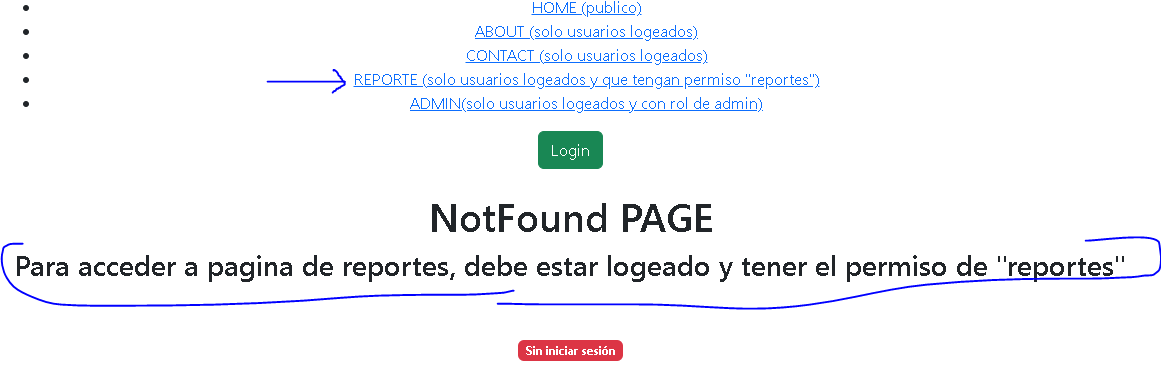 HOME (publico)
ABOUT (solo usuarios logeados)
CONTACT (solo usuarios logeados)
REPORTE (solo usuarios logeados y que tengan permiso "reportes")
ADMIN(solo usuarios logeados y con rol de admin)
Login
NotFound PAGE
Para acceder a pagina de reportes, debe estar logeado y tener el permiso de "reportes"
Sin iniciar sesión